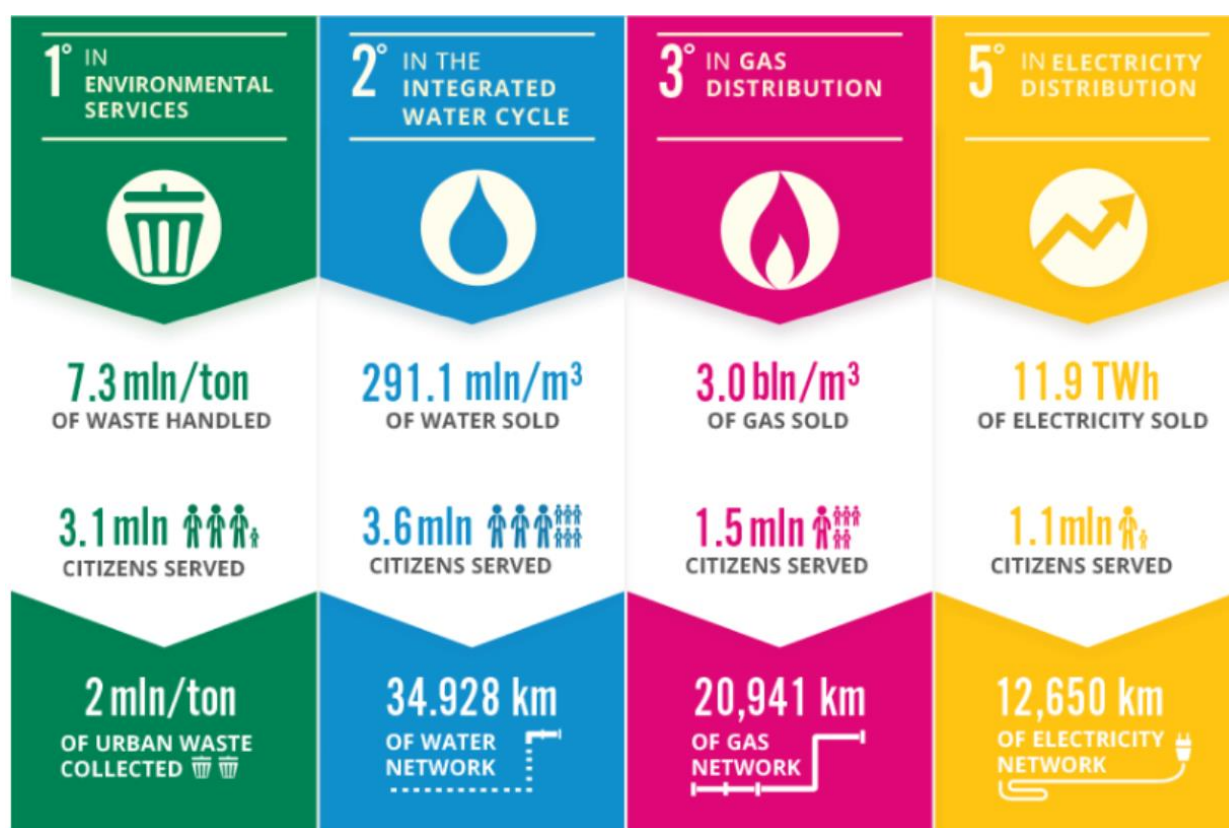 1° IN
ENVIRONMENTAL
SERVICES
7.3 mln/ton
OF WASTE HANDLED
3.1 mln
CITIZENS SERVED
2 mln/ton
OF URBAN WASTE
COLLECTED
2° IN THE
INTEGRATED
WATER CYCLE
291.1 mln/m³
OF WATER SOLD
3.6 mln
CITIZENS SERVED
34.928 km
OF WATER
NETWORK
3° IN GAS
DISTRIBUTION
3.0 bln/m³
OF GAS SOLD
1.5 mln
CITIZENS SERVED
20,941 km
OF GAS
NETWORK
5° IN ELECTRICITY
DISTRIBUTION
11.9 TWh
OF ELECTRICITY SOLD
1.1 mln
CITIZENS SERVED
12,650 km
OF ELECTRICITY
NETWORK